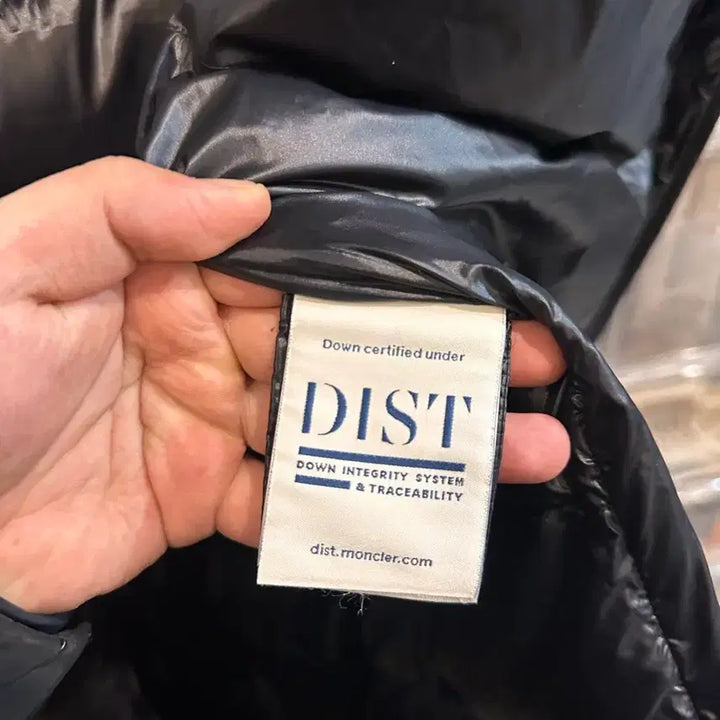 Down certified under
DIST
DOWN INTEGRITY SYSTEM
& TRACEABILITY
dist.moncler.com